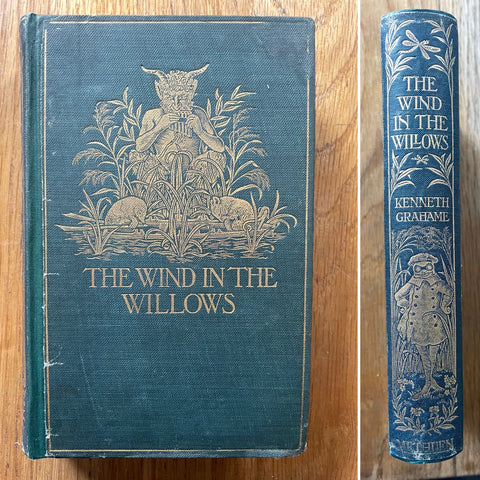 THE WIND IN THE
WILLOWS
THE
WIND
IN THE
WILLOWS
KENNETH
GRAHAME
METHUEN